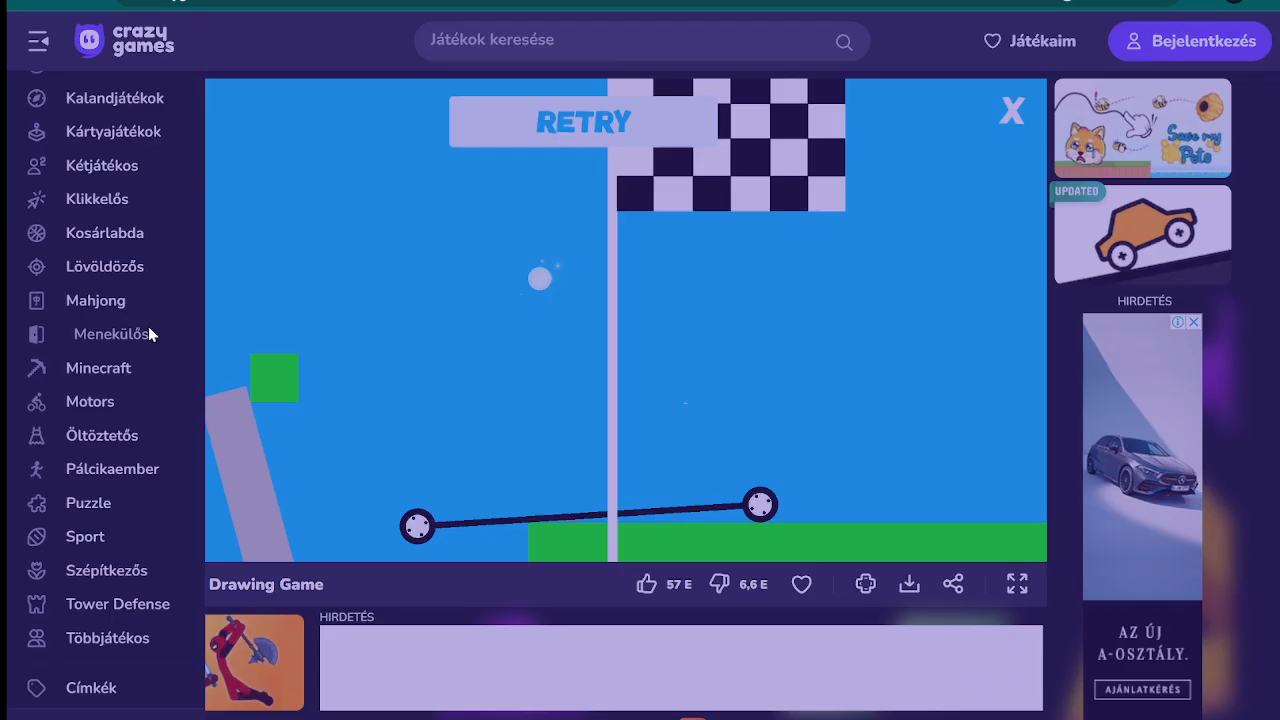 crazy games
Játékok keresése
Játékaim
Bejelentkezés
Kalandjátékok
Kártyajátékok
Kétjátékos
Klikkelős
Kosárlabda
Lövöldözős
Mahjong
Menekülős
Minecraft
Motors
Öltöztetős
Pálcikaember
Puzzle
Sport
Szépítkezős
Tower Defense
Többjátékos
Címkék
RETRY
X
Drawing Game
57 E
6,6 E
HIRDETÉS
Save my Pets
UPDATED
HIRDETÉS
AZ ÚJ
A-OSZTÁLY.
AJÁNLATKÉRÉS